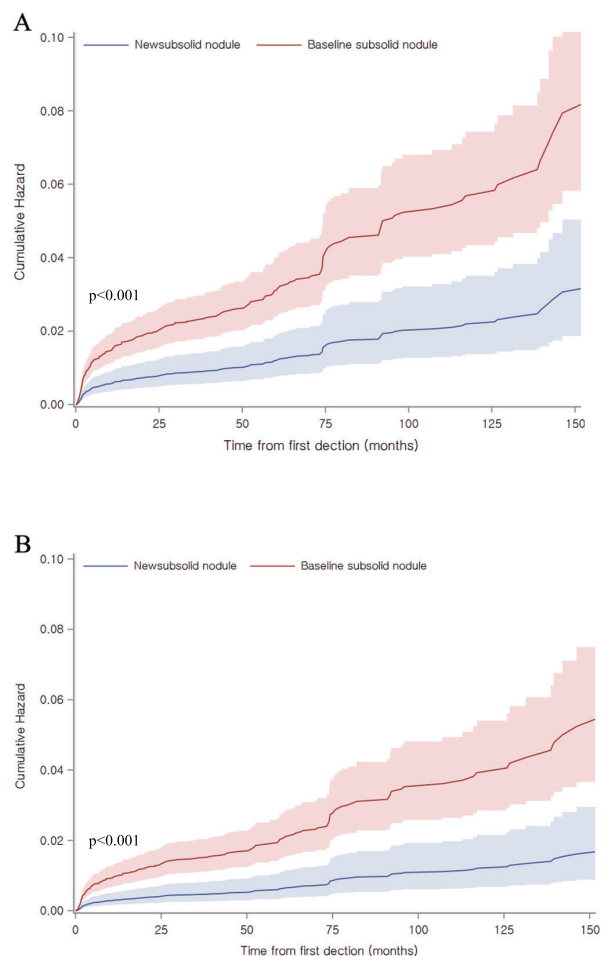 A
Newsubsolid nodule Baseline subsolid nodule
0.10
0.08
0.06
0.04
0.02
0.00
Cumulative Hazard
p<0.001
0 25 50 75 100 125 150
Time from first dection (months)
B
Newsubsolid nodule Baseline subsolid nodule
0.10
0.08
0.06
0.04
0.02
0.00
Cumulative Hazard
p<0.001
0 25 50 75 100 125 150
Time from first dection (months)